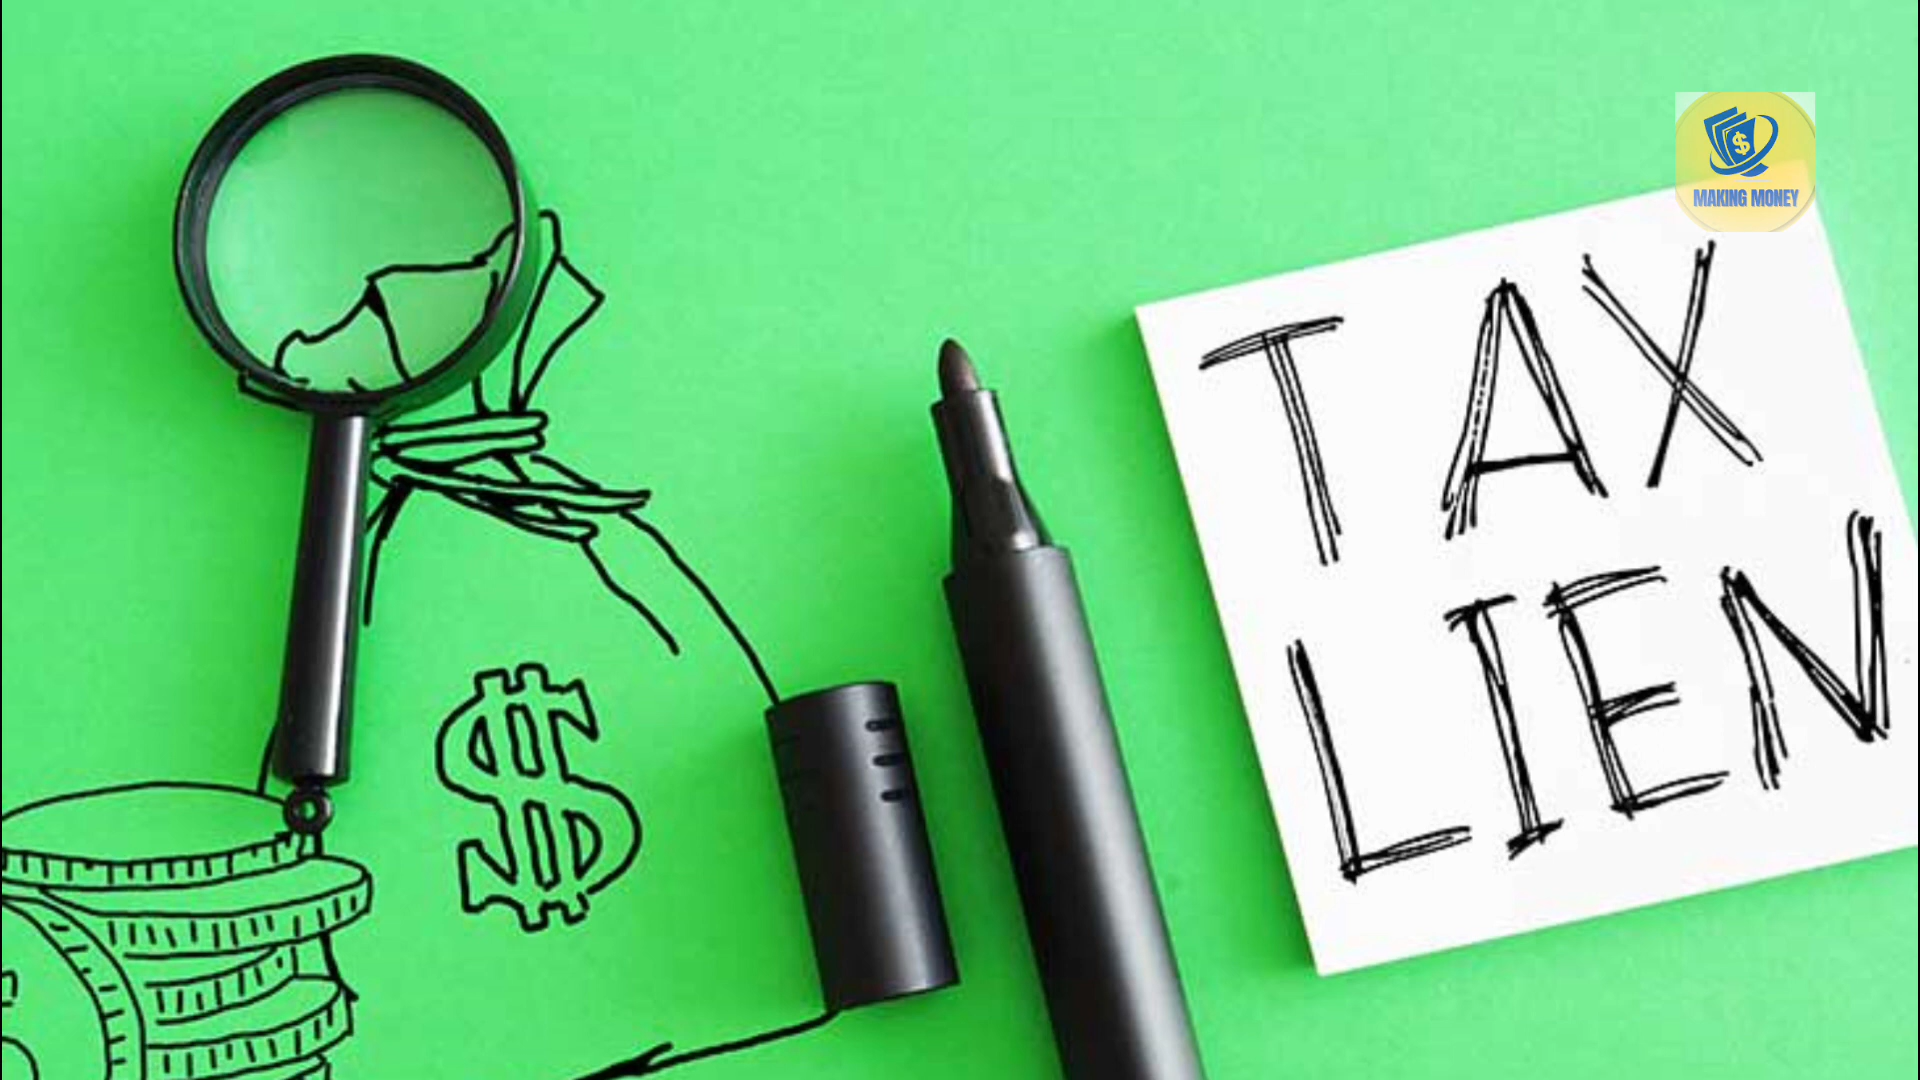 MAKING MONEY
TAX
LIEN
$
$